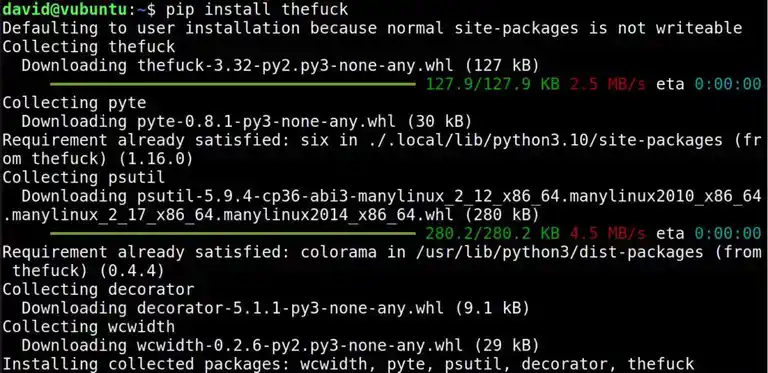 david@vubuntu:~$ pip install thefuck
Defaulting to user installation because normal site-packages is not writeable
Collecting thefuck
  Downloading thefuck-3.32-py2.py3-none-any.whl (127 kB)
127.9/127.9 KB 2.5 MB/s eta 0:00:00
Collecting pyte
  Downloading pyte-0.8.1-py3-none-any.whl (30 kB)
Requirement already satisfied: six in ./.local/lib/python3.10/site-packages (fr
om thefuck) (1.16.0)
Collecting psutil
  Downloading psutil-5.9.4-cp36-abi3-manylinux_2_12_x86_64.manylinux2010_x86_64
.manylinux_2_17_x86_64.manylinux2014_x86_64.whl (280 kB)
280.2/280.2 KB 4.5 MB/s eta 0:00:00
Requirement already satisfied: colorama in /usr/lib/python3/dist-packages (from
 thefuck) (0.4.4)
Collecting decorator
  Downloading decorator-5.1.1-py3-none-any.whl (9.1 kB)
Collecting wcwidth
  Downloading wcwidth-0.2.6-py2.py3-none-any.whl (29 kB)
Installing collected packages: wcwidth, pyte, psutil, decorator, thefuck